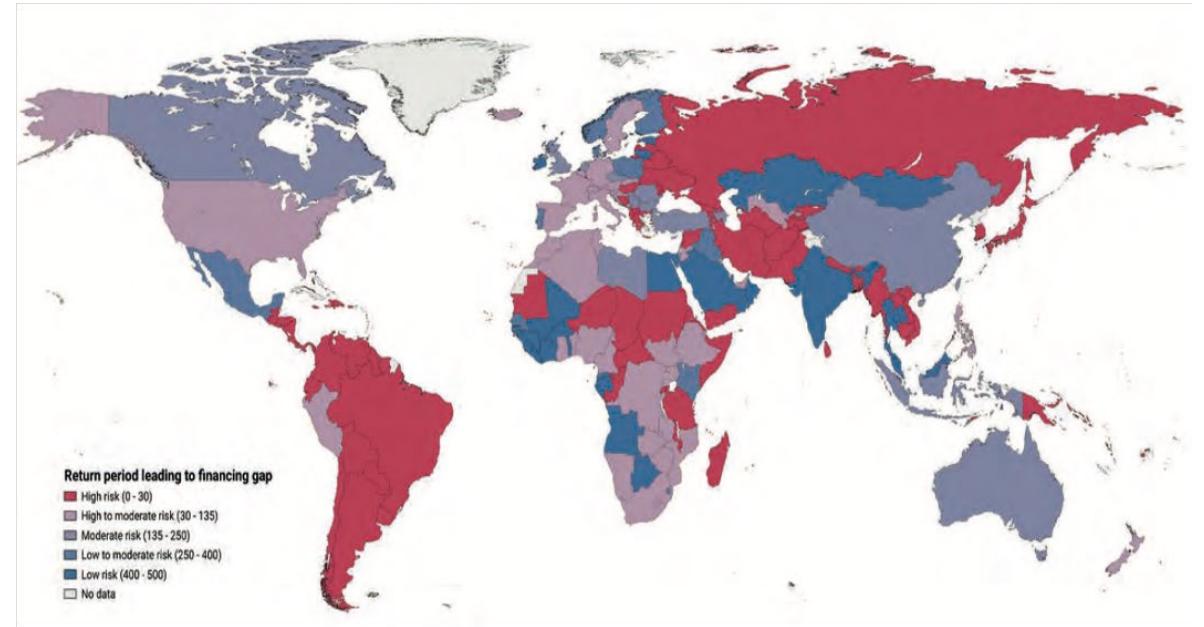 Return period leading to financing gap
High risk (0 - 30)
High to moderate risk (30 - 135)
Moderate risk (135 - 250)
Low to moderate risk (250 - 400)
Low risk (400 - 500)
No data